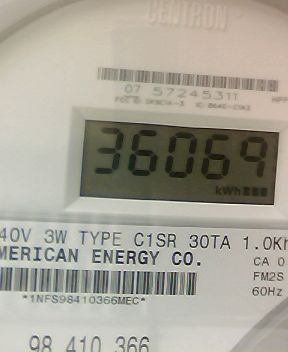 CENTRON
07 57245311
36069
kWh
40V 3W TYPE C1SR 30TA 1.0Kh
MERICAN ENERGY CO.
CA 0
FM2S
60Hz
*1NFS98410366MEC*
98 410 366